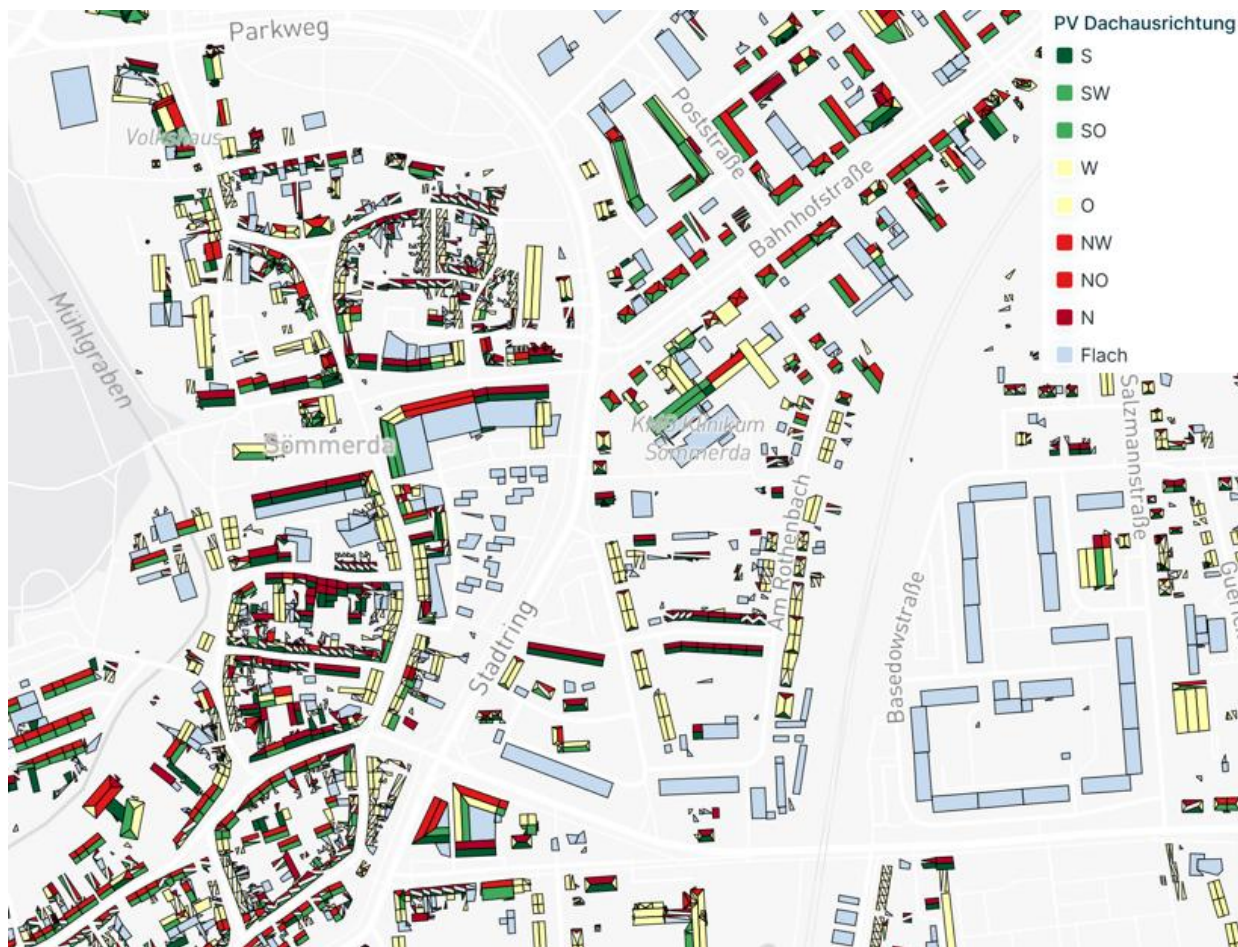 Parkweg
PV Dachausrichtung
S
SW
SO
W
O
NW
NO
N
Flach
Volkshaus
Poststraße
Bahnhofstraße
Mühlgraben
Sömmerda
Klinikum
Sömmerda
Salzmannstraße
Am Rothenbach
Basedowstraße
Stadtring